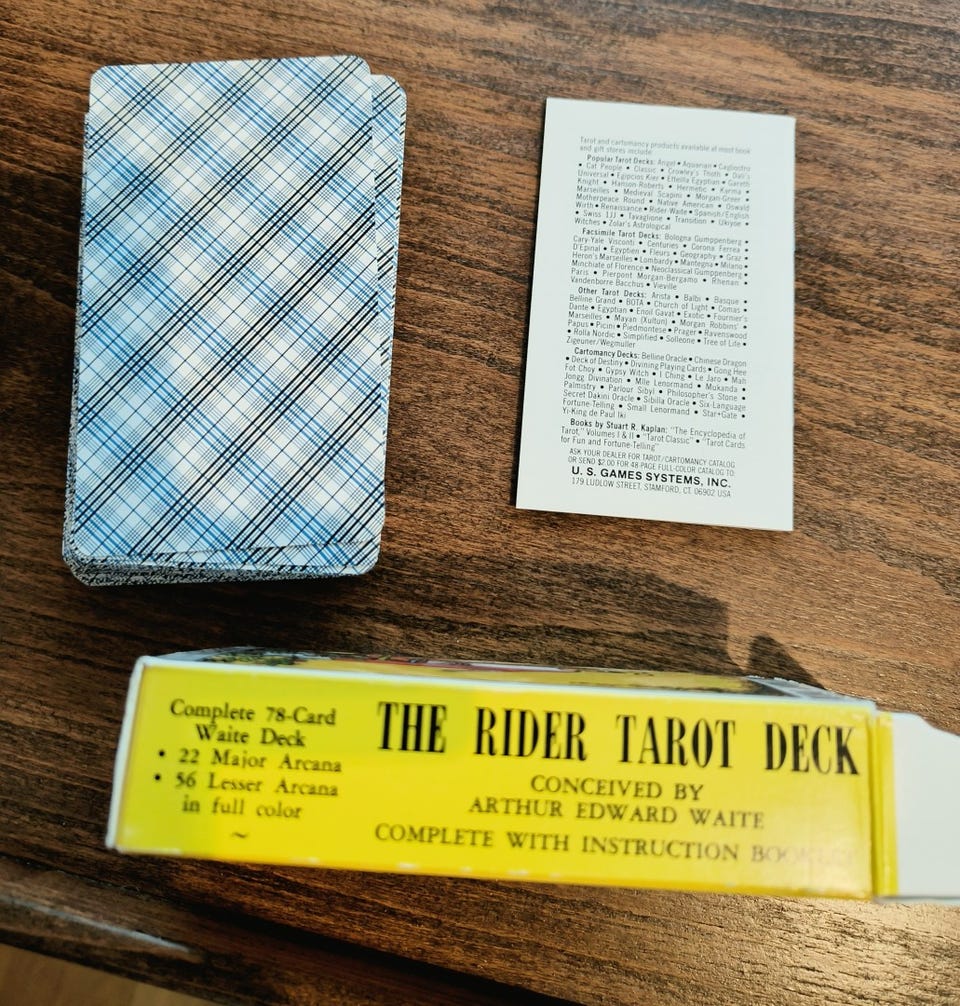 Tarot and cartomancy products available at most book
and gift stores include:
Popular Tarot Decks: Angel • Aquarian • Cagliostro
• Cat People • Classic • Crowley's Thoth • Dali's
Universal • Egipcios Kier • Etteilla Egyptian • Gareth
Knight • Hanson-Roberts • Hermetic • Karma •
Marseilles • Medieval Scapini • Morgan-Greer •
Motherpeace Round • Native American • Oswald
Wirth • Renaissance • Rider-Waite • Spanish/English
• Swiss 1JJ • Tavaglione • Transition • Ukiyoe •
Witches • Zolar's Astrological
Facsimile Tarot Decks: Bologna Gumppenberg •
Cary-Yale Visconti • Centuries • Corona Ferrea •
D'Epinal • Egyptien • Fleurs • Geography • Graz •
Heron's Marseilles • Lombardy • Mantegna • Milano •
Minchiate of Florence • Neoclassical Gumppenberg •
Paris • Pierpont Morgan-Bergamo • Rhenan •
Vandenborre Bacchus • Vieville
Other Tarot Decks: Arista • Balbi • Basque •
Belline Grand • BOTA • Church of Light • Comas •
Dante • Egyptian • Enoil Gavat • Exotic • Fournier's
Marseilles • Mayan (Xultun) • Morgan Robbins' •
Papus • Picini • Piedmontese • Prager • Ravenswood
• Rolla Nordic • Simplified • Solleone • Tree of Life •
Zigeuner/Wegmuller
Cartomancy Decks: Belline Oracle • Chinese Dragon
• Deck of Destiny • Divining Playing Cards • Gong Hee
Fot Choy • Gypsy Witch • I Ching • Le Jaro • Mah
Jongg Divination • Mlle Lenormand • Mukanda •
Palmistry • Parlour Sibyl • Philosopher's Stone •
Secret Dakini Oracle • Sibilla Oracle • Six-Language
Fortune-Telling • Small Lenormand • Star+Gate •
Yi-King de Paul Iki
Books by Stuart R. Kaplan: "The Encyclopedia of
Tarot," Volumes I & II • "Tarot Classic" • "Tarot Cards
for Fun and Fortune-Telling"
ASK YOUR DEALER FOR TAROT/CARTOMANCY CATALOG
OR SEND $2.00 FOR 48-PAGE FULL-COLOR CATALOG TO:
U. S. GAMES SYSTEMS, INC.
179 LUDLOW STREET, STAMFORD, CT. 06902 USA
Complete 78-Card
Waite Deck
• 22 Major Arcana
• 56 Lesser Arcana
in full color
~
THE RIDER TAROT DECK
CONCEIVED BY
ARTHUR EDWARD WAITE
COMPLETE WITH INSTRUCTION BOOKLET